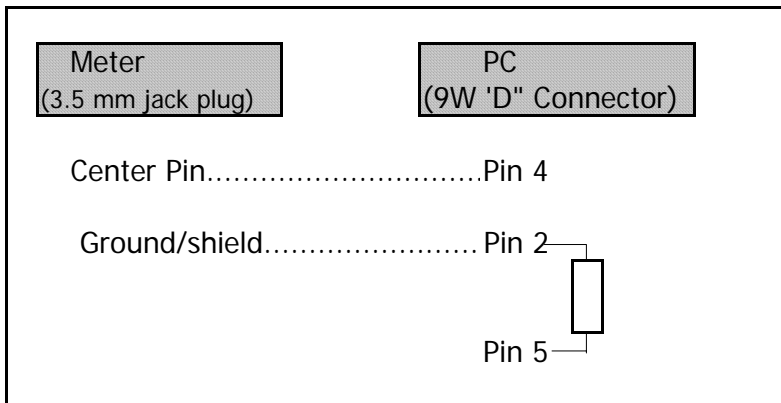 Meter
(3.5 mm jack plug)
PC
(9W 'D" Connector)
Center Pin................................Pin 4
Ground/shield........................ Pin 2
Pin 5